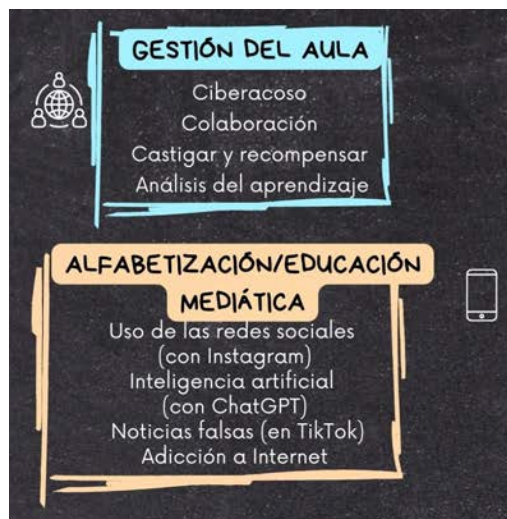 GESTIÓN DEL AULA
Ciberacoso
Colaboración
Castigar y recompensar
Análisis del aprendizaje
ALFABETIZACIÓN/EDUCACIÓN
MEDIÁTICA
Uso de las redes sociales
(con Instagram)
Inteligencia artificial
(con ChatGPT)
Noticias falsas (en TikTok)
Adicción a Internet